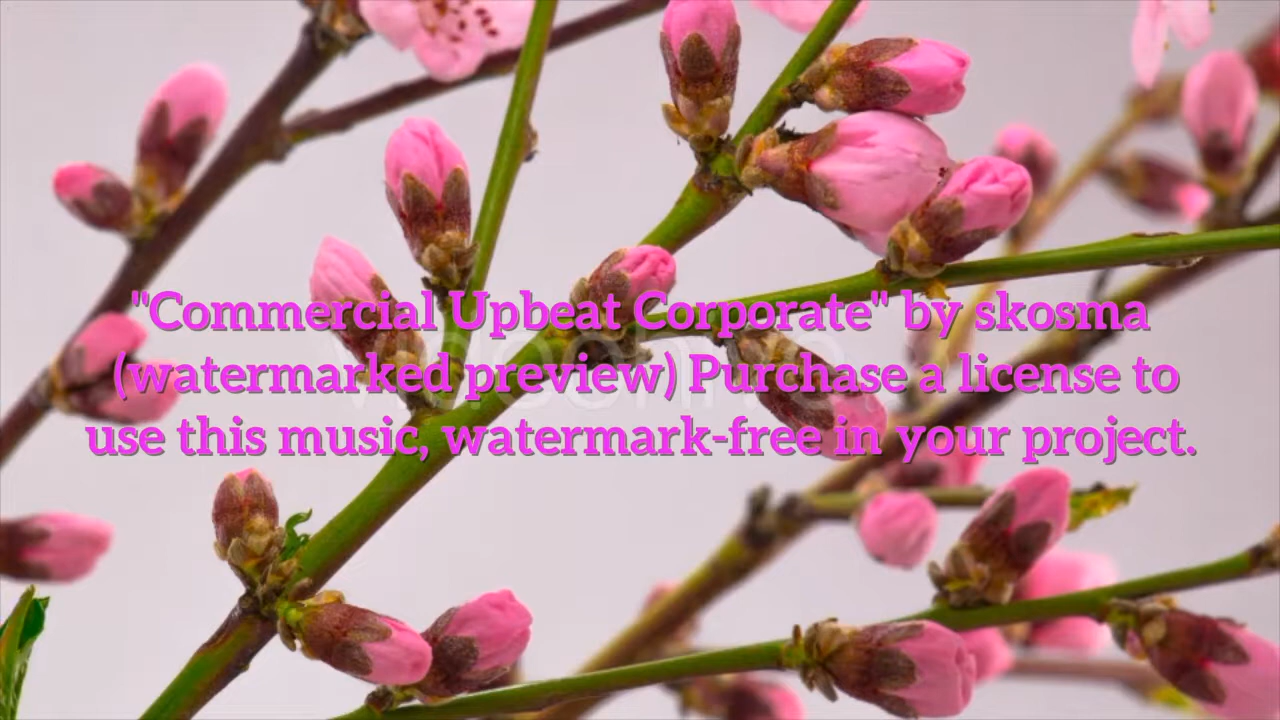 "Commercial Upbeat Corporate" by skosma
(watermarked preview) Purchase a license to
use this music, watermark-free in your project.